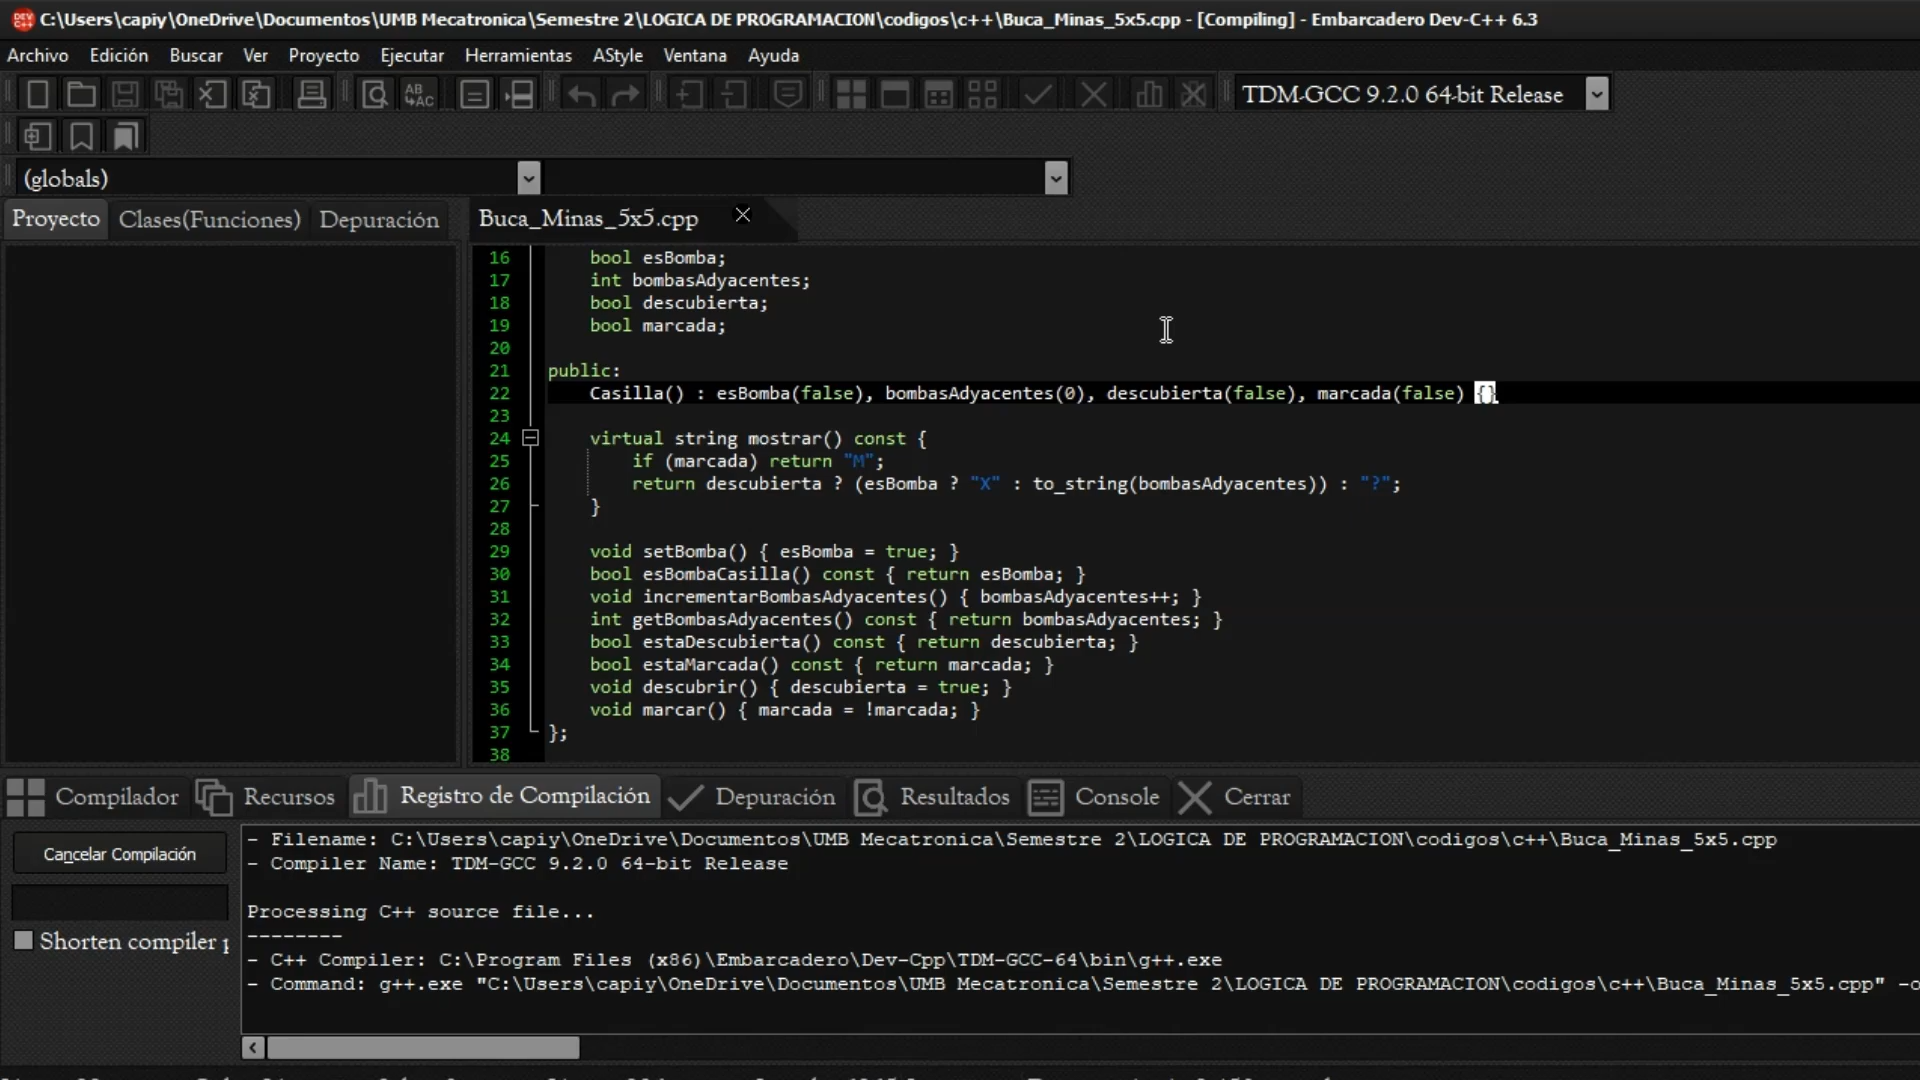 C:\Users\capiy\OneDrive\Documentos\UMB Mecatronica\Semestre 2\LOGICA DE PROGRAMACION\codigos\c++\Buca_Minas_5x5.cpp - [Compiling] - Embarcadero Dev-C++ 6.3
Archivo Edición Buscar Ver Proyecto Ejecutar Herramientas AStyle Ventana Ayuda
TDM-GCC 9.2.0 64-bit Release
(globals)
Proyecto Clases(Funciones) Depuración Buca_Minas_5x5.cpp
16 bool esBomba;
17 int bombasAdyacentes;
18 bool descubierta;
19 bool marcada;
20
21 public:
22 Casilla() : esBomba(false), bombasAdyacentes(0), descubierta(false), marcada(false) {}
23
24 virtual string mostrar() const {
25 if (marcada) return "M";
26 return descubierta ? (esBomba ? "X" : to_string(bombasAdyacentes)) : "?";
27 }
28
29 void setBomba() { esBomba = true; }
30 bool esBombaCasilla() const { return esBomba; }
31 void incrementarBombasAdyacentes() { bombasAdyacentes++; }
32 int getBombasAdyacentes() const { return bombasAdyacentes; }
33 bool estaDescubierta() const { return descubierta; }
34 bool estaMarcada() const { return marcada; }
35 void descubrir() { descubierta = true; }
36 void marcar() { marcada = !marcada; }
37 };
38
Compilador Recursos Registro de Compilación Depuración Resultados Console Cerrar
Cancelar Compilación
Shorten compiler p
- Filename: C:\Users\capiy\OneDrive\Documentos\UMB Mecatronica\Semestre 2\LOGICA DE PROGRAMACION\codigos\c++\Buca_Minas_5x5.cpp
- Compiler Name: TDM-GCC 9.2.0 64-bit Release
Processing C++ source file...
--------
- C++ Compiler: C:\Program Files (x86)\Embarcadero\Dev-Cpp\TDM-GCC-64\bin\g++.exe
- Command: g++.exe "C:\Users\capiy\OneDrive\Documentos\UMB Mecatronica\Semestre 2\LOGICA DE PROGRAMACION\codigos\c++\Buca_Minas_5x5.cpp" -o